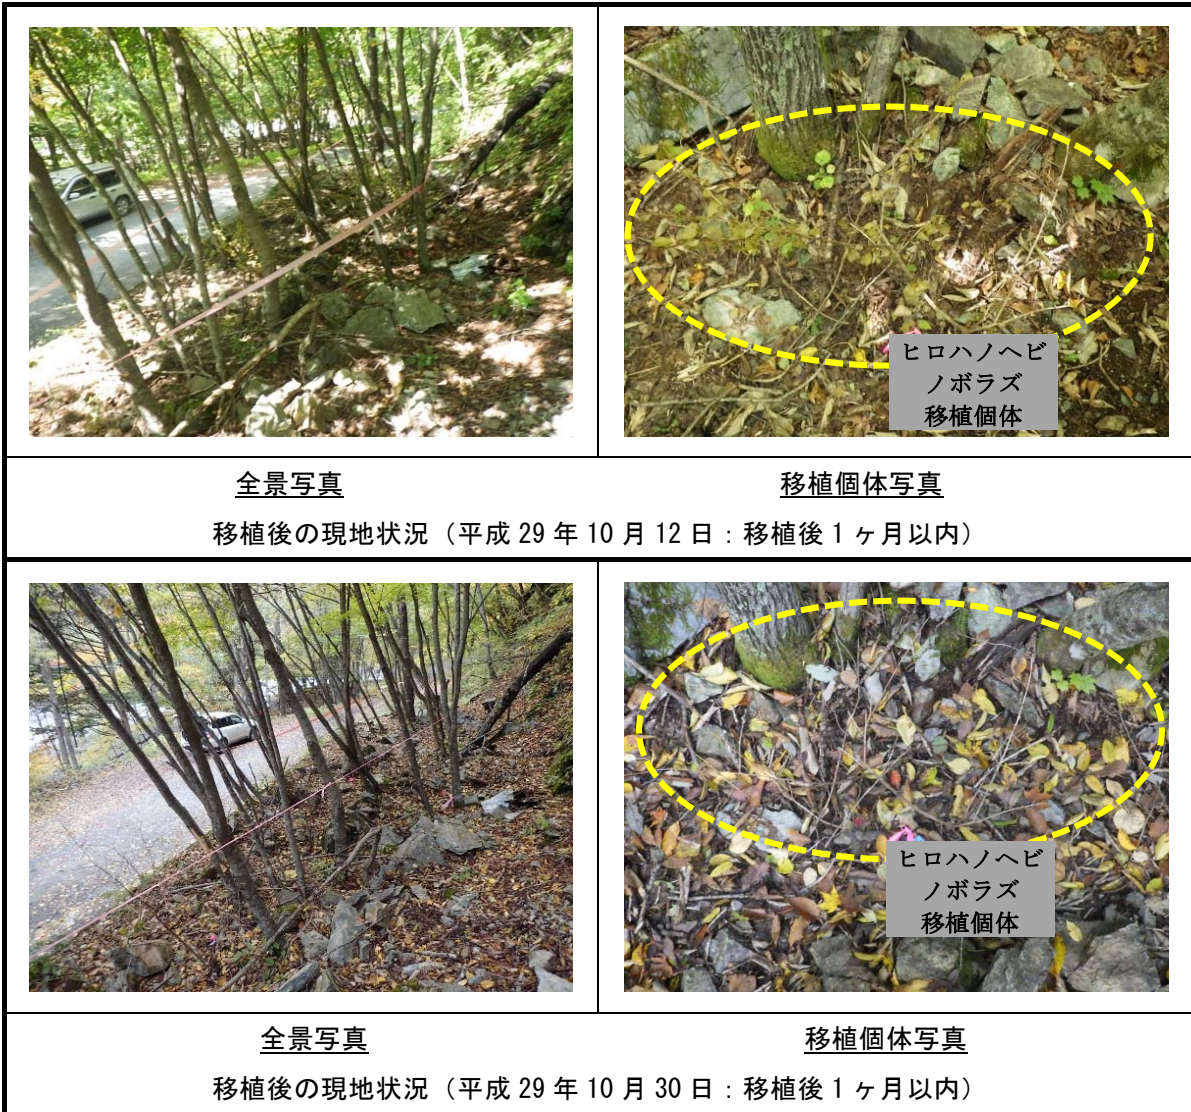 ヒロハノヘビ
ノボラズ
移植個体
全景写真
移植個体写真
移植後の現地状況（平成 29 年 10 月 12 日：移植後 1 ヶ月以内）
ヒロハノヘビ
ノボラズ
移植個体
全景写真
移植個体写真
移植後の現地状況（平成 29 年 10 月 30 日：移植後 1 ヶ月以内）